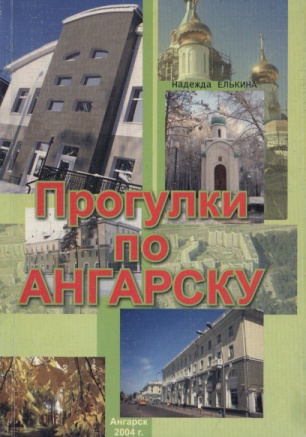 Надежда ЕЛЬКИНА
Прогулки
по
АНГАРСКУ
Ангарск
2004 г.